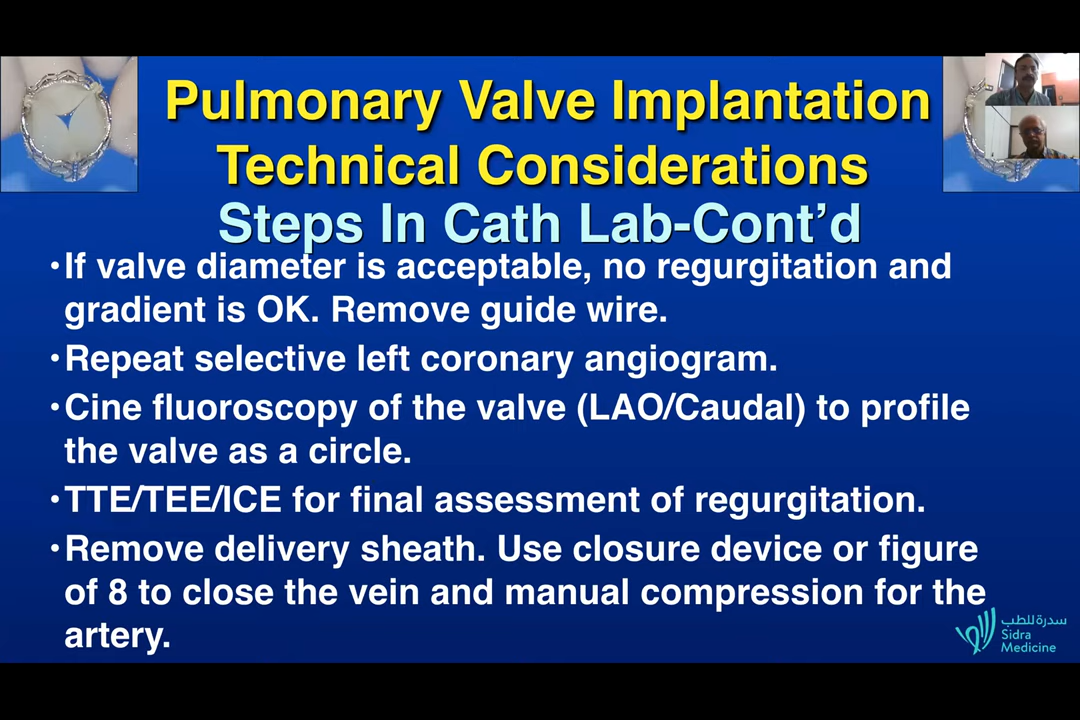 Pulmonary Valve Implantation
Technical Considerations
Steps In Cath Lab-Cont’d
•If valve diameter is acceptable, no regurgitation and
gradient is OK. Remove guide wire.
•Repeat selective left coronary angiogram.
•Cine fluoroscopy of the valve (LAO/Caudal) to profile
the valve as a circle.
•TTE/TEE/ICE for final assessment of regurgitation.
•Remove delivery sheath. Use closure device or figure
of 8 to close the vein and manual compression for the
artery.
سدرة للطب
Sidra
Medicine